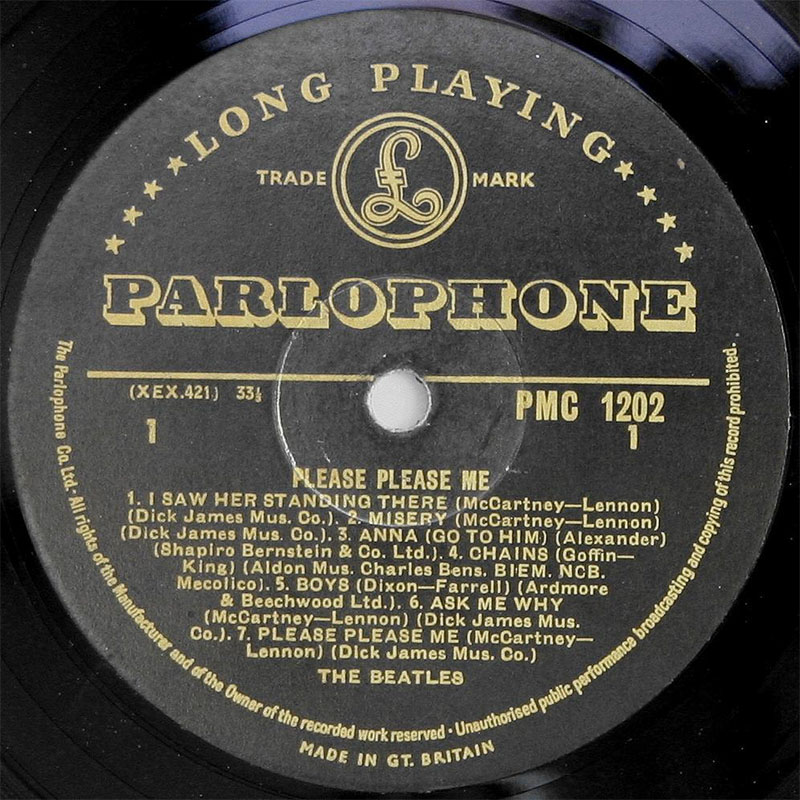 ★★★★LONG PLAYING★★★★
TRADE £ MARK
PARLOPHONE
(XEX.421) 33⅓
PMC 1202
1
1
PLEASE PLEASE ME
1. I SAW HER STANDING THERE (McCartney—Lennon)
(Dick James Mus. Co.). 2. MISERY (McCartney—Lennon)
(Dick James Mus. Co.). 3. ANNA (GO TO HIM) (Alexander)
(Shapiro Bernstein & Co. Ltd.). 4. CHAINS (Goffin—
King) (Aldon Mus. Charles Bens. BIEM. NCB.
Mecolico). 5. BOYS (Dixon—Farrell) (Ardmore
& Beechwood Ltd.). 6. ASK ME WHY
(McCartney—Lennon) (Dick James Mus.
Co.). 7. PLEASE PLEASE ME (McCartney—
Lennon) (Dick James Mus. Co.)
THE BEATLES
The Parlophone Co. Ltd. · All rights of the Manufacturer and of the Owner of the recorded work reserved · Unauthorised public performance broadcasting and copying of this record prohibited.
MADE IN GT. BRITAIN